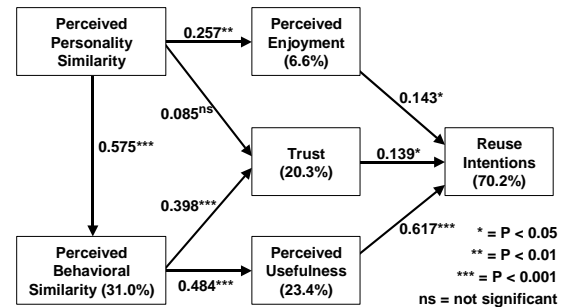 Perceived
Personality
Similarity
0.257**
Perceived
Enjoyment
(6.6%)
0.143*
0.085ns
0.575***
Trust
(20.3%)
0.139*
Reuse
Intentions
(70.2%)
0.398***
0.617***
Perceived
Behavioral
Similarity (31.0%)
0.484***
Perceived
Usefulness
(23.4%)
* = P < 0.05
** = P < 0.01
*** = P < 0.001
ns = not significant